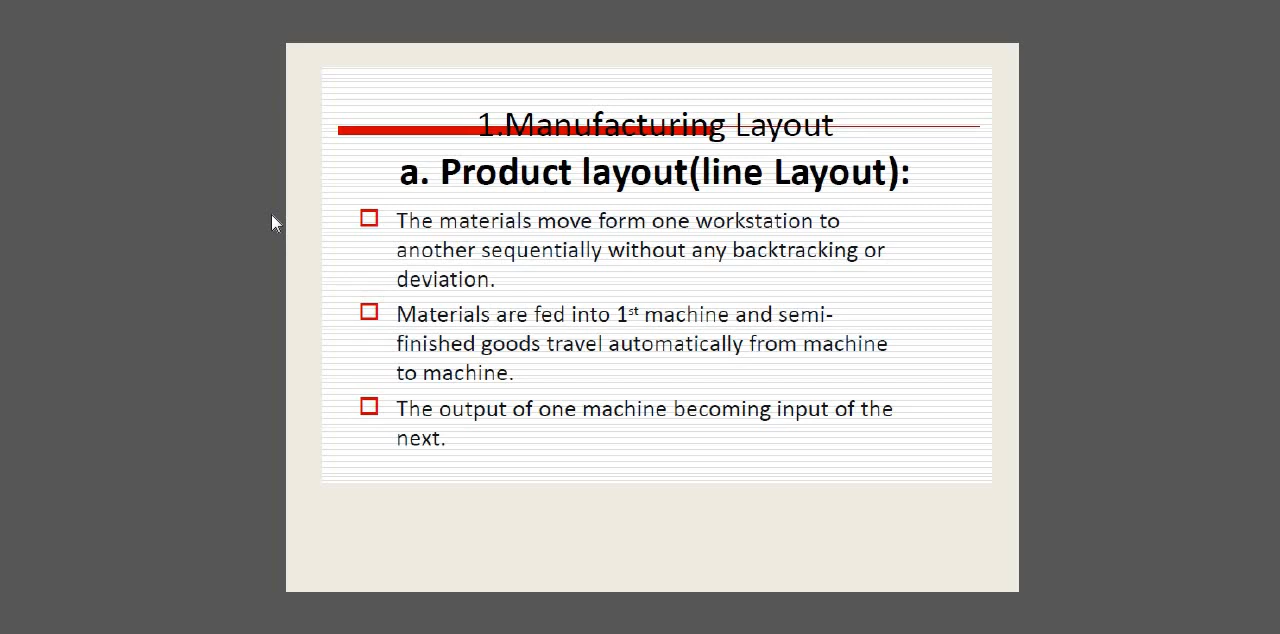 1.Manufacturing Layout
a. Product layout(line Layout):
The materials move form one workstation to
another sequentially without any backtracking or
deviation.
Materials are fed into 1st machine and semi-
finished goods travel automatically from machine
to machine.
The output of one machine becoming input of the
next.